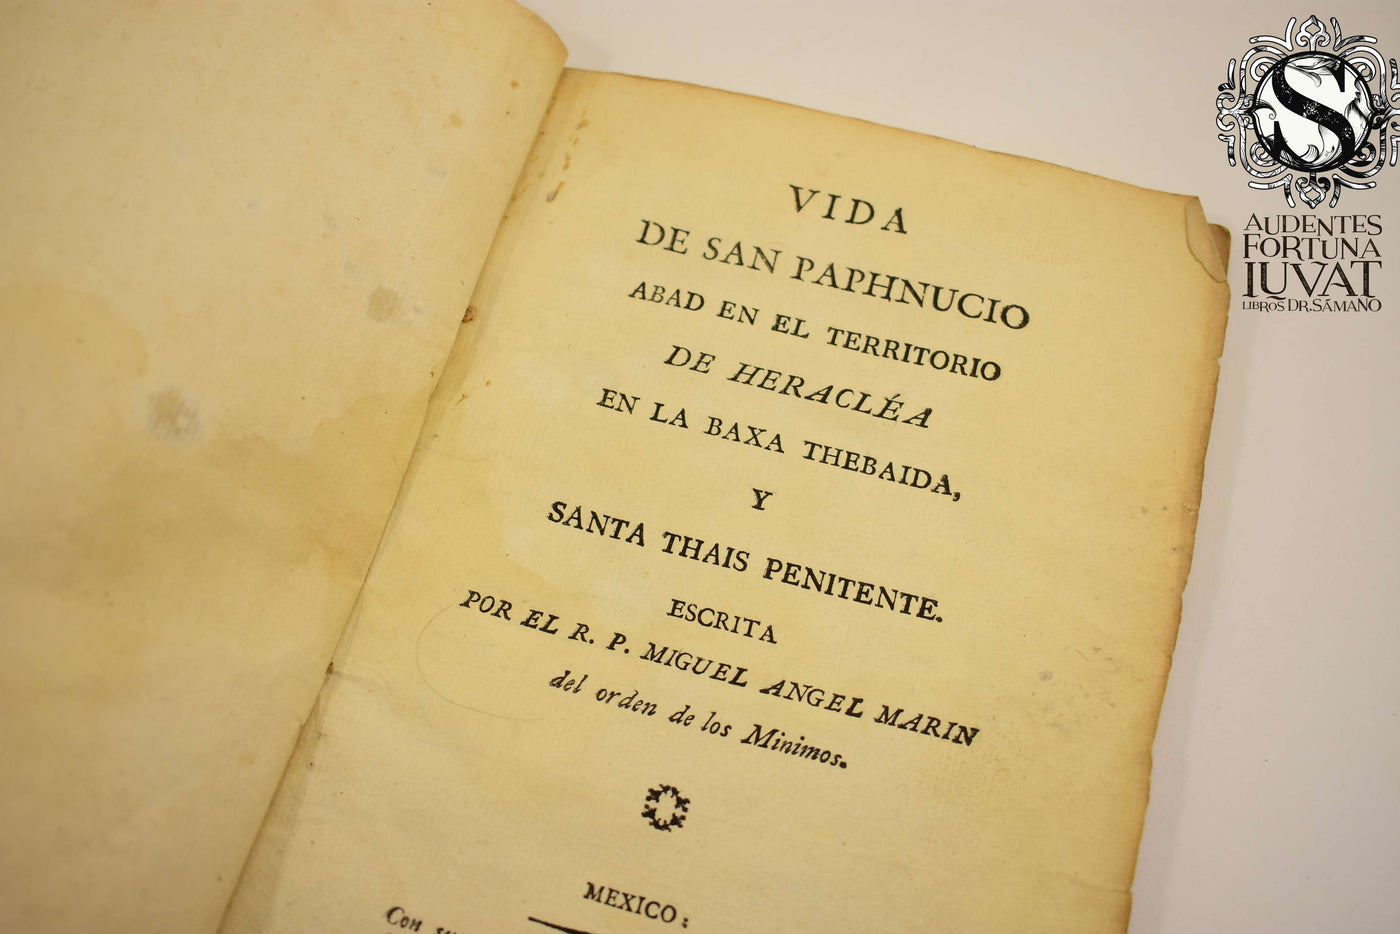 VIDA
DE SAN PAPHNUCIO
ABAD EN EL TERRITORIO
DE HERACLÉA
EN LA BAXA THEBAIDA,
Y
SANTA THAIS PENITENTE.
ESCRITA
POR EL R. P. MIGUEL ANGEL MARIN
del orden de los Minimos.
MEXICO:
Con
S
AUDENTES
FORTUNA
IUVAT
LIBROS DR. SÁMANO